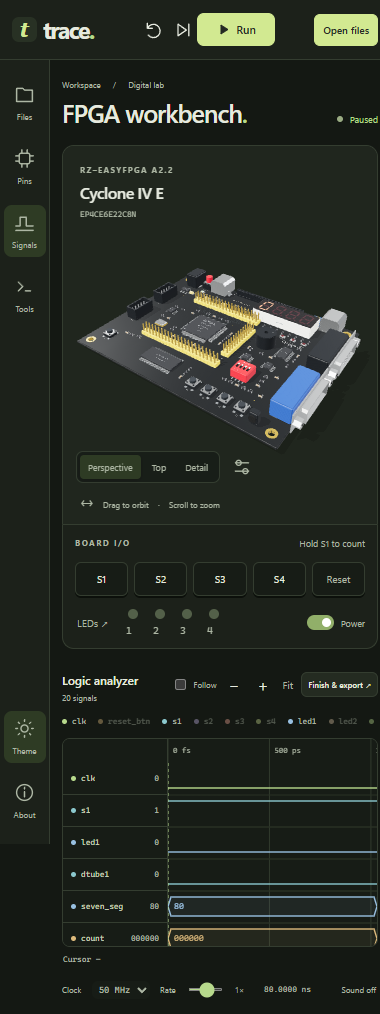 t trace.
Run
Open files
Files
Pins
Signals
Tools
Theme
About
Workspace / Digital lab
FPGA workbench.
Paused
RZ-EASYFPGA A2.2
Cyclone IV E
EP4CE6E22C8N
Perspective Top Detail
Drag to orbit · Scroll to zoom
BOARD I/O Hold S1 to count
S1 S2 S3 S4 Reset
LEDs ↗ 1 2 3 4 Power
Logic analyzer
20 signals
Follow − + Fit Finish & export ↗
clk reset_btn s1 s2 s3 s4 led1 led2
0 fs 500 ps
clk 0
s1 1
led1 0
dtube1 0
seven_seg 80 80
count 000000 000000
Cursor —
Clock 50 MHz Rate 1× 80.0000 ns Sound off